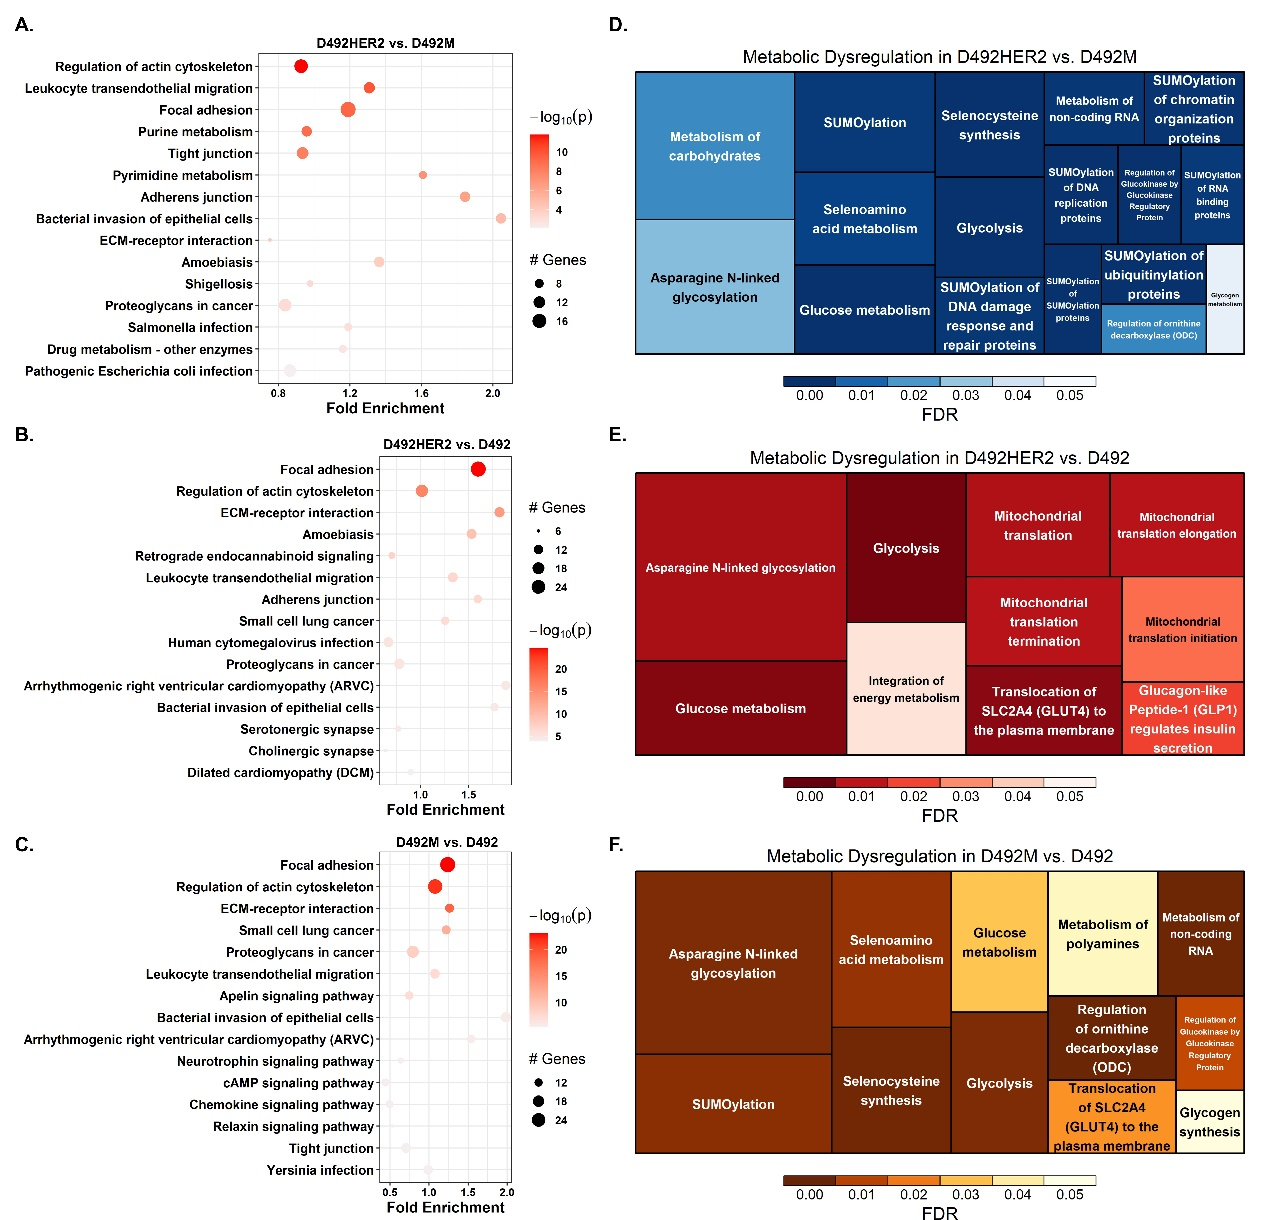 A.
D492HER2 vs. D492M
Regulation of actin cytoskeleton
Leukocyte transendothelial migration
Focal adhesion
Purine metabolism
Tight junction
Pyrimidine metabolism
Adherens junction
Bacterial invasion of epithelial cells
ECM-receptor interaction
Amoebiasis
Shigellosis
Proteoglycans in cancer
Salmonella infection
Drug metabolism - other enzymes
Pathogenic Escherichia coli infection
0.8 1.2 1.6 2.0
Fold Enrichment
−log10(p)
10
8
6
4
# Genes
8
12
16
B.
D492HER2 vs. D492
Focal adhesion
Regulation of actin cytoskeleton
ECM-receptor interaction
Amoebiasis
Retrograde endocannabinoid signaling
Leukocyte transendothelial migration
Adherens junction
Small cell lung cancer
Human cytomegalovirus infection
Proteoglycans in cancer
Arrhythmogenic right ventricular cardiomyopathy (ARVC)
Bacterial invasion of epithelial cells
Serotonergic synapse
Cholinergic synapse
Dilated cardiomyopathy (DCM)
1.0 1.5
Fold Enrichment
# Genes
6
12
18
24
−log10(p)
20
15
10
5
C.
D492M vs. D492
Focal adhesion
Regulation of actin cytoskeleton
ECM-receptor interaction
Small cell lung cancer
Proteoglycans in cancer
Leukocyte transendothelial migration
Apelin signaling pathway
Bacterial invasion of epithelial cells
Arrhythmogenic right ventricular cardiomyopathy (ARVC)
Neurotrophin signaling pathway
cAMP signaling pathway
Chemokine signaling pathway
Relaxin signaling pathway
Tight junction
Yersinia infection
0.5 1.0 1.5 2.0
Fold Enrichment
−log10(p)
20
15
10
# Genes
12
18
24
D.
Metabolic Dysregulation in D492HER2 vs. D492M
Metabolism of
carbohydrates
Asparagine N-linked
glycosylation
SUMOylation
Selenoamino
acid metabolism
Glucose metabolism
Selenocysteine
synthesis
Glycolysis
SUMOylation of
DNA damage
response and
repair proteins
Metabolism of
non-coding RNA
SUMOylation
of chromatin
organization
proteins
SUMOylation
of DNA
replication
proteins
Regulation of
Glucokinase by
Glucokinase
Regulatory
Protein
SUMOylation
of RNA
binding
proteins
SUMOylation
of
SUMOylation
proteins
SUMOylation of
ubiquitinylation
proteins
Regulation of ornithine
decarboxylase (ODC)
Glycogen
metabolism
0.00 0.01 0.02 0.03 0.04 0.05
FDR
E.
Metabolic Dysregulation in D492HER2 vs. D492
Asparagine N-linked glycosylation
Glucose metabolism
Glycolysis
Integration of
energy metabolism
Mitochondrial
translation
Mitochondrial
translation elongation
Mitochondrial
translation
termination
Mitochondrial
translation initiation
Translocation of
SLC2A4 (GLUT4) to
the plasma membrane
Glucagon-like
Peptide-1 (GLP1)
regulates insulin
secretion
0.00 0.01 0.02 0.03 0.04 0.05
FDR
F.
Metabolic Dysregulation in D492M vs. D492
Asparagine N-linked
glycosylation
SUMOylation
Selenoamino
acid metabolism
Selenocysteine
synthesis
Glucose
metabolism
Glycolysis
Metabolism of
polyamines
Metabolism of
non-coding
RNA
Regulation
of ornithine
decarboxylase
(ODC)
Regulation of
Glucokinase by
Glucokinase
Regulatory
Protein
Translocation
of SLC2A4
(GLUT4) to the
plasma membrane
Glycogen
synthesis
0.00 0.01 0.02 0.03 0.04 0.05
FDR